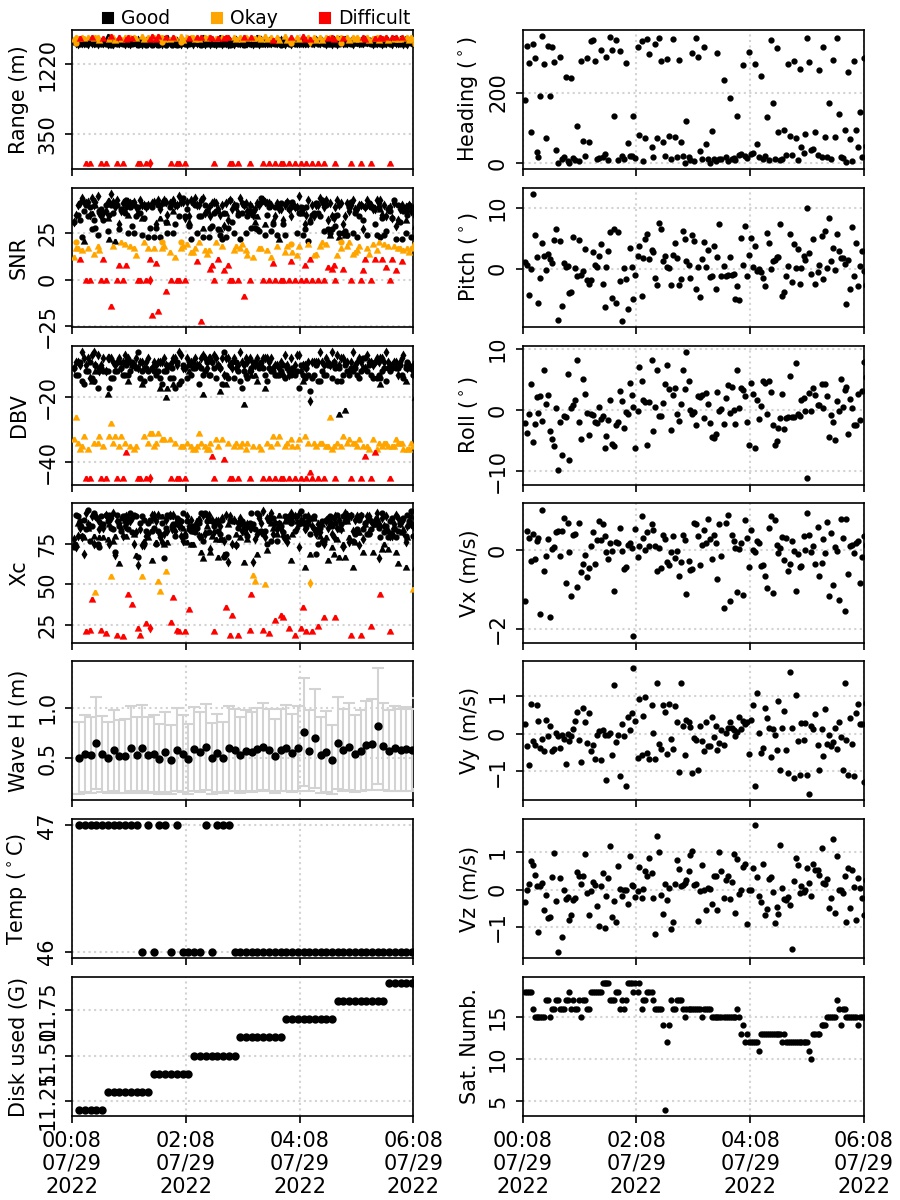 Good Okay Difficult
Range (m)
1220
350
Heading (°)
200
0
SNR
25
0
−25
Pitch (°)
10
0
DBV
−20
−40
Roll (°)
10
0
−10
Xc
75
50
25
Vx (m/s)
0
−2
Wave H (m)
1.0
0.5
Vy (m/s)
1
0
−1
Temp (°C)
47
46
Vz (m/s)
1
0
−1
Disk used (G)
11.75
11.50
11.25
Sat. Numb.
15
10
5
00:08 02:08 04:08 06:08
07/29 07/29 07/29 07/29
2022 2022 2022 2022
00:08 02:08 04:08 06:08
07/29 07/29 07/29 07/29
2022 2022 2022 2022